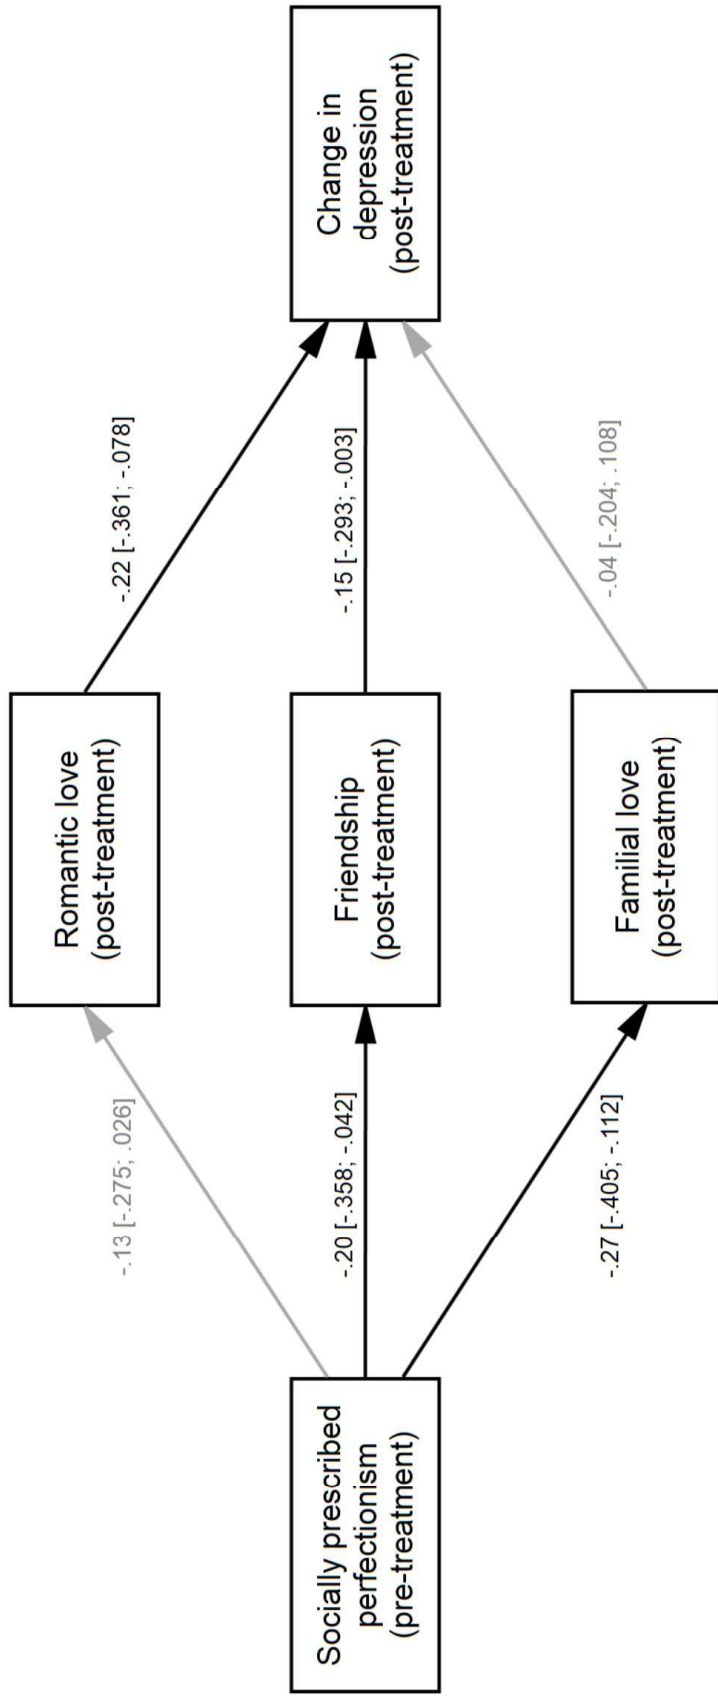 Socially prescribed
perfectionism
(pre-treatment)
-.13 [-.275; .026]
-.20 [-.358; -.042]
-.27 [-.405; -.112]
Romantic love
(post-treatment)
Friendship
(post-treatment)
Familial love
(post-treatment)
-.22 [-.361; -.078]
-.15 [-.293; -.003]
-.04 [-.204; .108]
Change in
depression
(post-treatment)